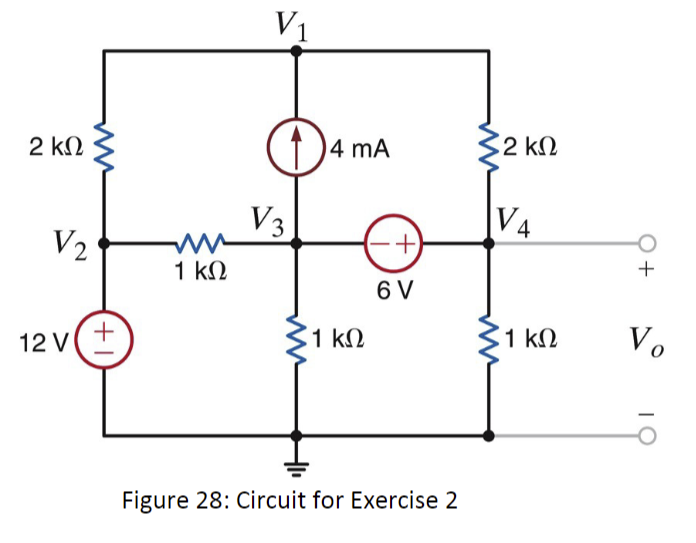 V1
2 kΩ
4 mA
2 kΩ
V2
V3
V4
1 kΩ
− +
+
6 V
12 V
+
−
1 kΩ
1 kΩ
Vo
−
Figure 28: Circuit for Exercise 2